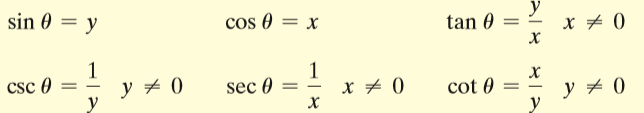 sin θ = y cos θ = x tan θ = y/x x ≠ 0
csc θ = 1/y y ≠ 0 sec θ = 1/x x ≠ 0 cot θ = x/y y ≠ 0